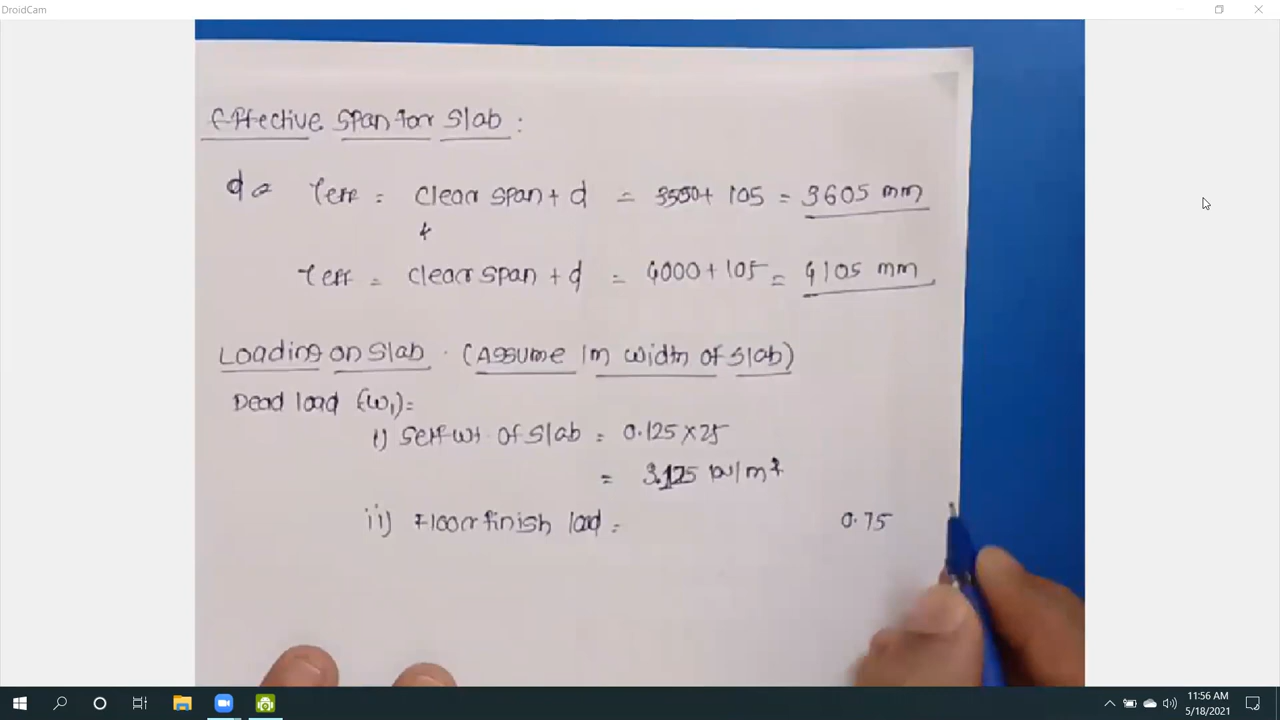 DroidCam
Effective span for slab :
d = leff = clear span + d = 3500 + 105 = 3605 mm
&
leff = clear span + d = 4000 + 105 = 4105 mm
Loading on slab . (Assume 1m width of slab)
Dead load (w1) =
i) Self wt of slab = 0.125 x 25
= 3.125 kN/m²
ii) Floor finish load = 0.75
11:56 AM
5/18/2021